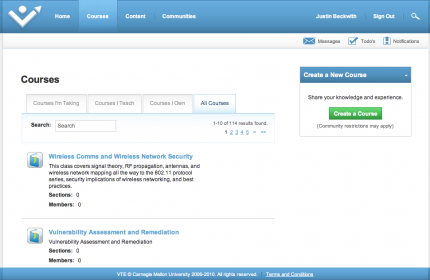 Home Courses Content Communities Justin Beckwith Sign Out
Messages Todo's Notifications
Courses
Courses I'm Taking Courses I Teach Courses I Own All Courses
Search: Search
1-10 of 114 results found.
1 2 3 4 5 > >>
Wireless Comms and Wireless Network Security
This class covers signal theory, RF propagation, antennas, and
wireless network mapping all the way to the 802.11 protocol
series, security implications of wireless networking, and best
practices.
Sections: 0
Members: 0
Vulnerability Assessment and Remediation
Vulnerability Assessment and Remediation
Sections: 0
Members: 0
Create a New Course -
Share your knowledge and experience.
Create a Course
(Community restrictions may apply)
VTE © Carnegie Mellon University 2006-2010. All rights reserved. | Terms and Conditions